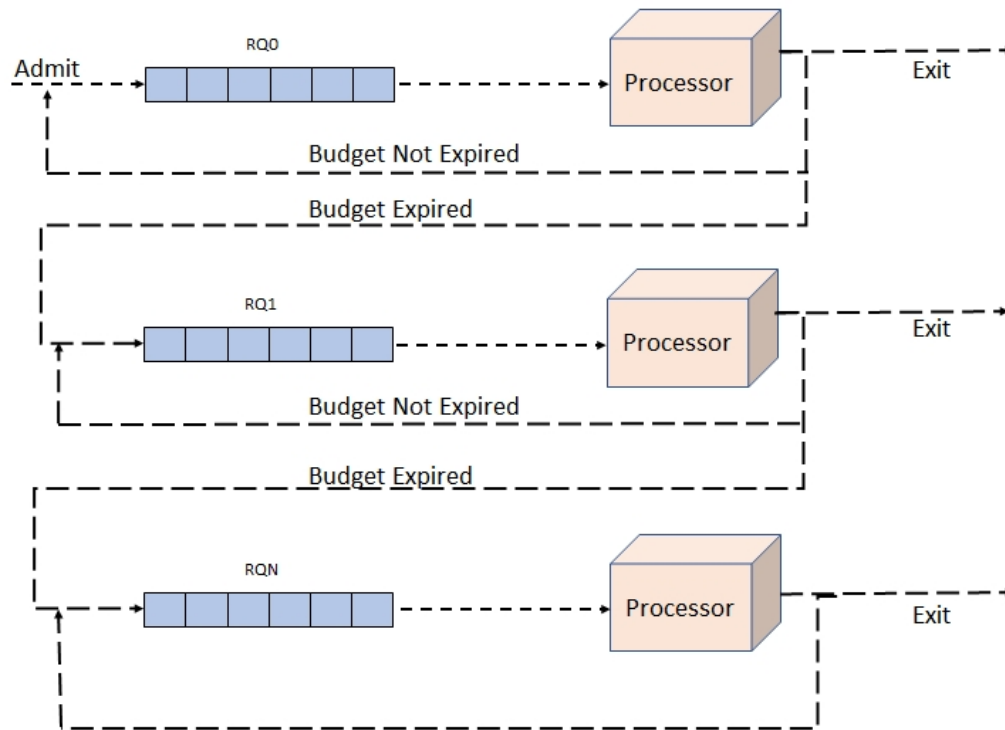 RQ0
Admit
Processor
Exit
Budget Not Expired
Budget Expired
RQ1
Processor
Exit
Budget Not Expired
Budget Expired
RQN
Processor
Exit